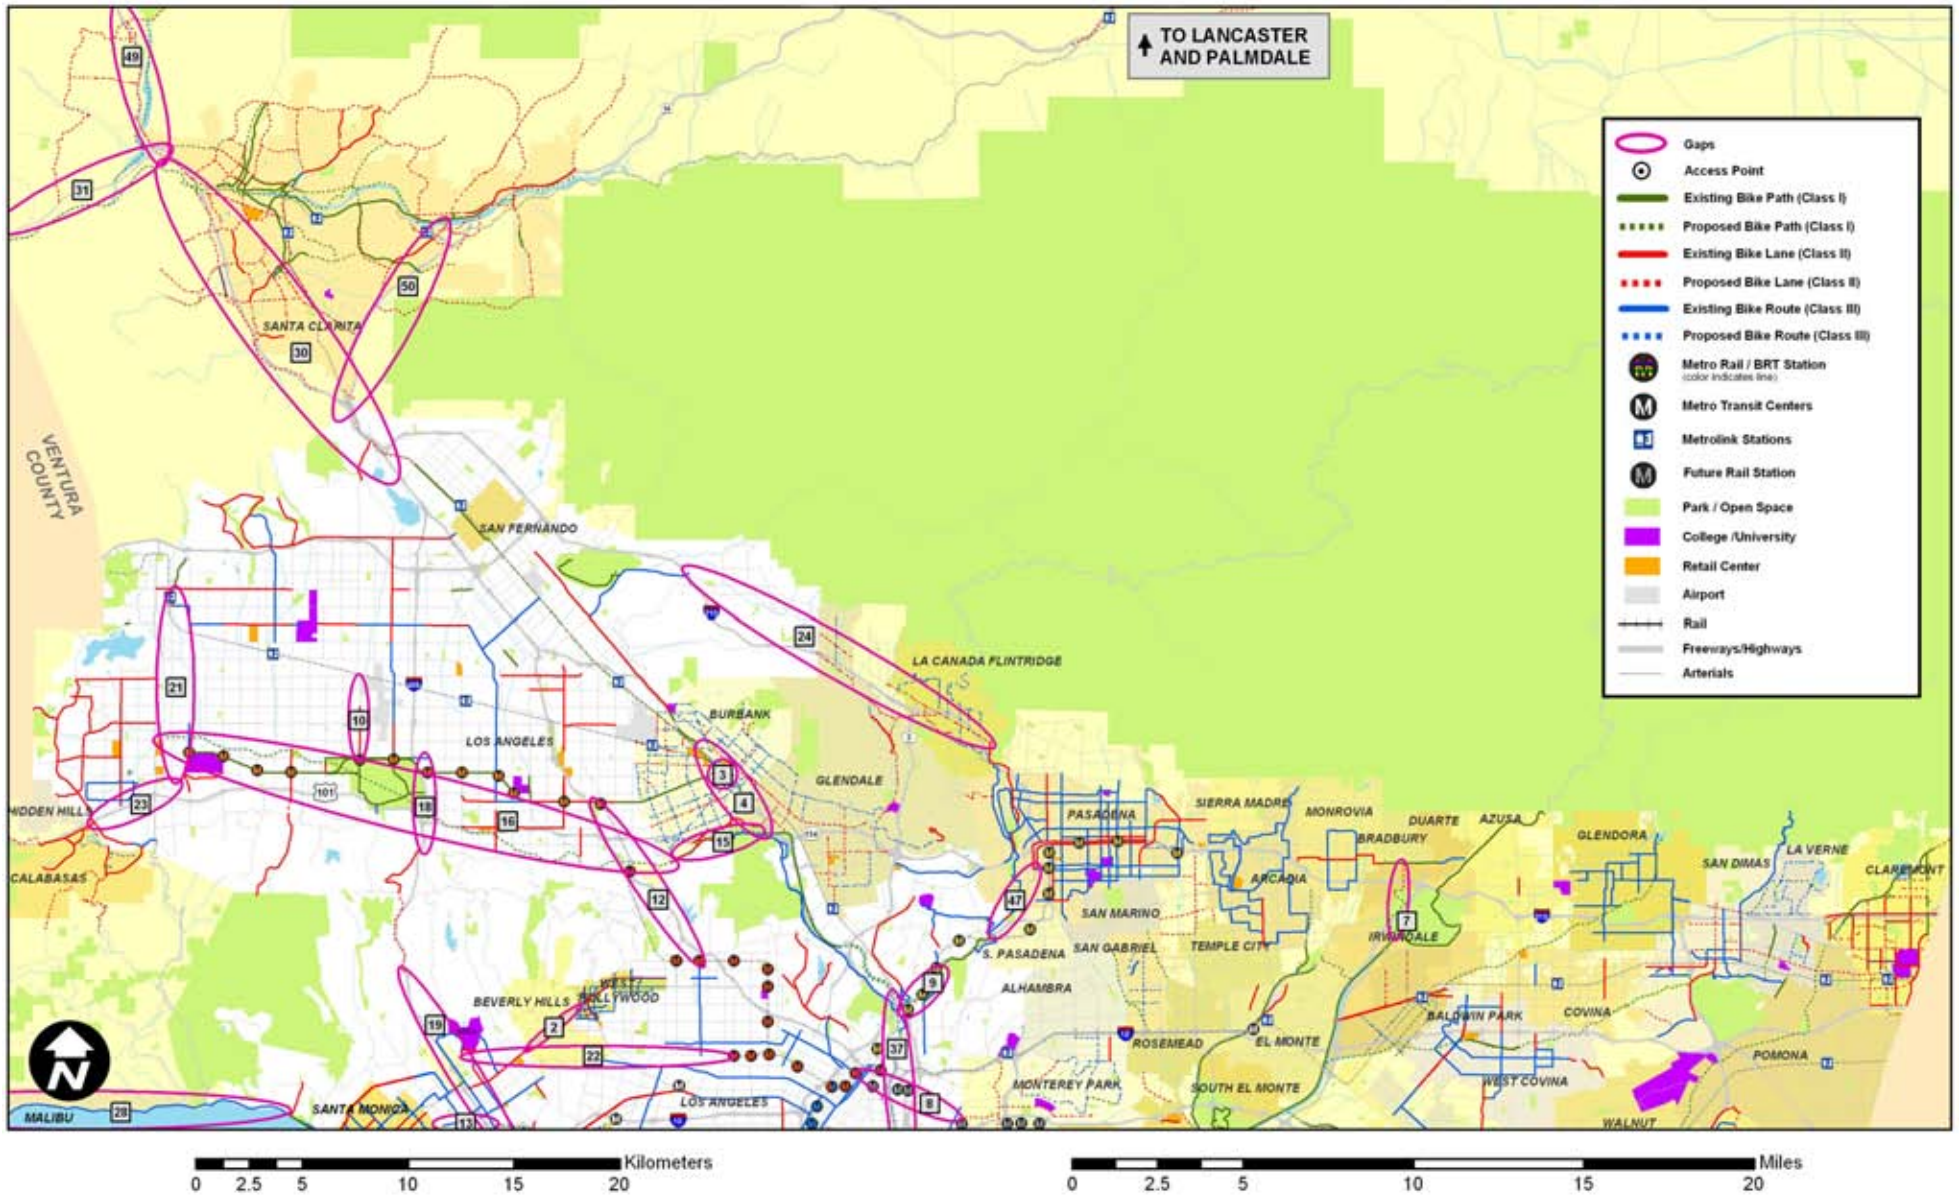 TO LANCASTER
AND PALMDALE
49
31
50
SANTA CLARITA
30
VENTURA
COUNTY
SAN FERNANDO
24
LA CANADA FLINTRIDGE
21
10
BURBANK
LOS ANGELES
3
GLENDALE
4
101
HIDDEN HILLS
23
18
16
15
134
2
PASADENA
SIERRA MADRE
MONROVIA
DUARTE
AZUSA
BRADBURY
GLENDORA
SAN DIMAS
LA VERNE
CLAREMONT
CALABASAS
ARCADIA
12
47
SAN MARINO
7
IRWINDALE
S. PASADENA
SAN GABRIEL
TEMPLE CITY
9
ALHAMBRA
WEST
HOLLYWOOD
BEVERLY HILLS
19
2
22
37
ROSEMEAD
EL MONTE
BALDWIN PARK
COVINA
POMONA
MONTEREY PARK
SOUTH EL MONTE
WEST COVINA
WALNUT
N
MALIBU
28
SANTA MONICA
13
LOS ANGELES
8
Gaps
Access Point
Existing Bike Path (Class I)
Proposed Bike Path (Class I)
Existing Bike Lane (Class II)
Proposed Bike Lane (Class II)
Existing Bike Route (Class III)
Proposed Bike Route (Class III)
Metro Rail / BRT Station
(color indicates line)
M Metro Transit Centers
Metrolink Stations
M Future Rail Station
Park / Open Space
College /University
Retail Center
Airport
Rail
Freeways/Highways
Arterials
Kilometers
0 2.5 5 10 15 20
Miles
0 2.5 5 10 15 20